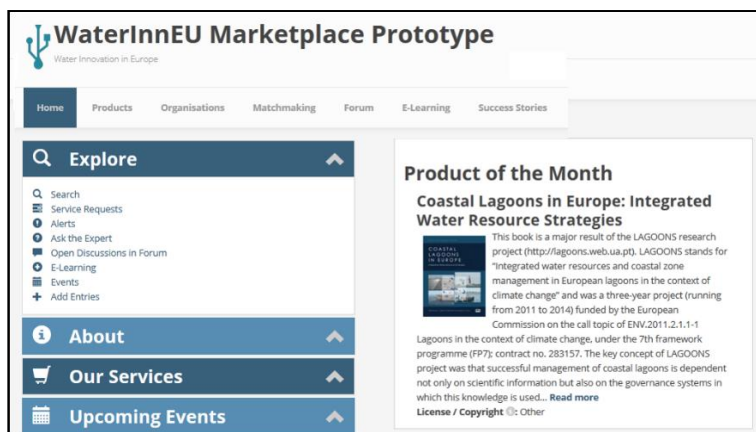 WaterInnEU Marketplace Prototype
Water Innovation in Europe
Home Products Organisations Matchmaking Forum E-Learning Success Stories
Explore
Search
Service Requests
Alerts
Ask the Expert
Open Discussions in Forum
E-Learning
Events
Add Entries
About
Our Services
Upcoming Events
Product of the Month
Coastal Lagoons in Europe: Integrated
Water Resource Strategies
COASTAL
LAGOONS
IN EUROPE
This book is a major result of the LAGOONS research
project (http://lagoons.web.ua.pt). LAGOONS stands for
"Integrated water resources and coastal zone
management in European lagoons in the context of
climate change" and was a three-year project (running
from 2011 to 2014) funded by the European
Commission on the call topic of ENV.2011.2.1.1-1
Lagoons in the context of climate change, under the 7th framework
programme (FP7); contract no. 283157. The key concept of LAGOONS
project was that successful management of coastal lagoons is dependent
not only on scientific information but also on the governance systems in
which this knowledge is used... Read more
License / Copyright : Other